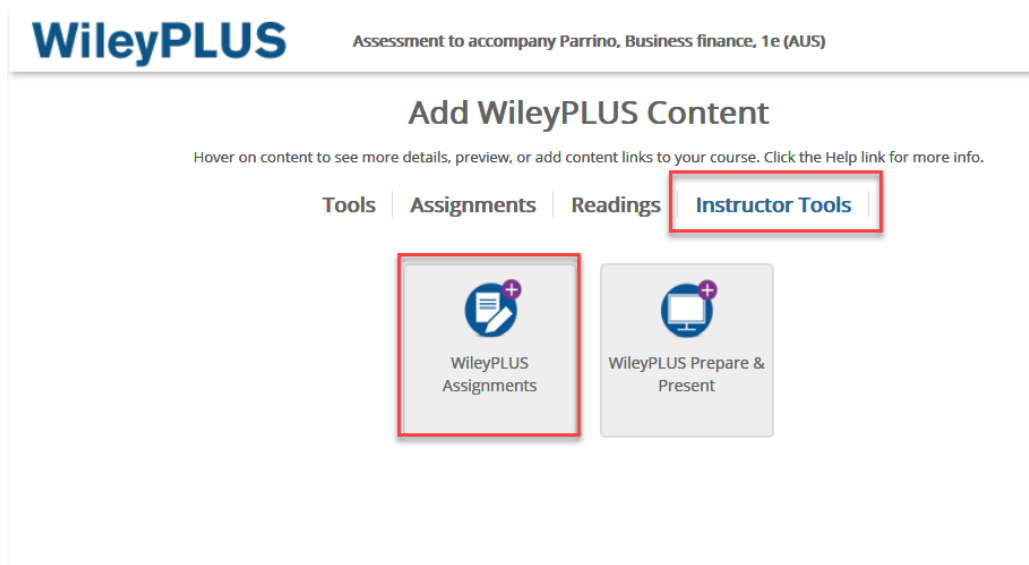 WileyPLUS
Assessment to accompany Parrino, Business finance, 1e (AUS)
Add WileyPLUS Content
Hover on content to see more details, preview, or add content links to your course. Click the Help link for more info.
Tools
Assignments
Readings
Instructor Tools
WileyPLUS
Assignments
WileyPLUS Prepare &
Present